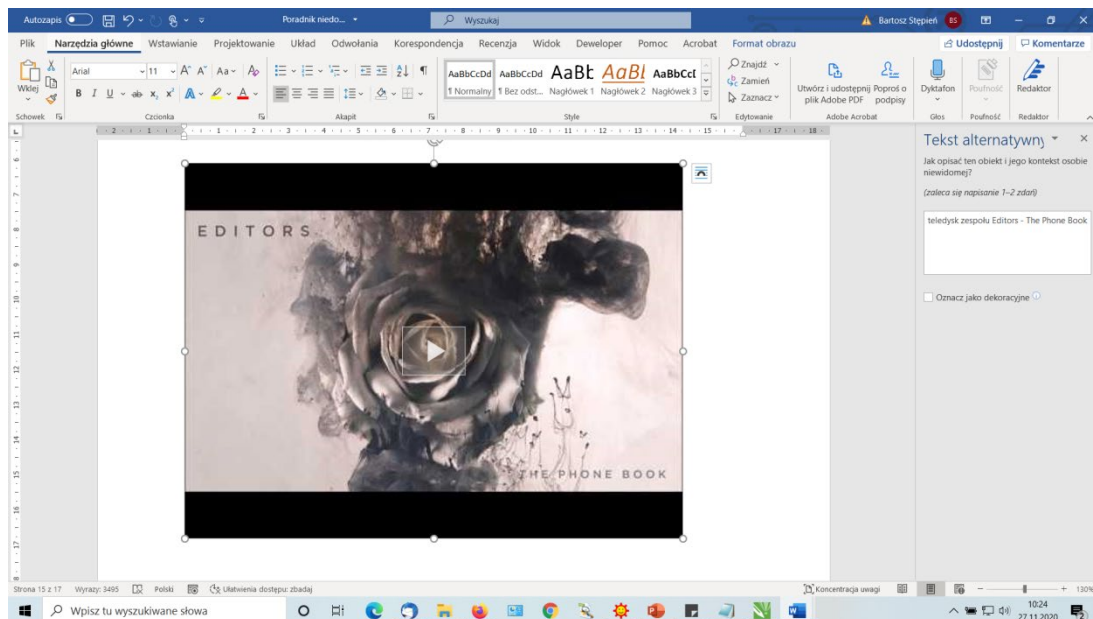 Autozapis Poradnik niedo... Wyszukaj Bartosz Stępień BS
Plik Narzędzia główne Wstawianie Projektowanie Układ Odwołania Korespondencja Recenzja Widok Deweloper Pomoc Acrobat Format obrazu Udostępnij Komentarze
Wklej
Arial 11
AaBbCcDd AaBbCcDd AaBb AaBb AaBbCcI
¶ Normalny ¶ Bez odst... Nagłówek 1 Nagłówek 2 Nagłówek 3
Znajdź
Zamień
Zaznacz
Utwórz i udostępnij plik Adobe PDF
Poproś o podpisy
Dyktafon
Poufność
Redaktor
Schowek Czcionka Akapit Style Edytowanie Adobe Acrobat Głos Poufność Redaktor
Tekst alternatywny
Jak opisać ten obiekt i jego kontekst osobie
niewidomej?
(zaleca się napisanie 1–2 zdań)
teledysk zespołu Editors - The Phone Book
Oznacz jako dekoracyjne
EDITORS
THE PHONE BOOK
Strona 15 z 17 Wyrazy: 3495 Polski Ułatwienia dostępu: zbadaj Koncentracja uwagi 130%
Wpisz tu wyszukiwane słowa
10:24
27.11.2020